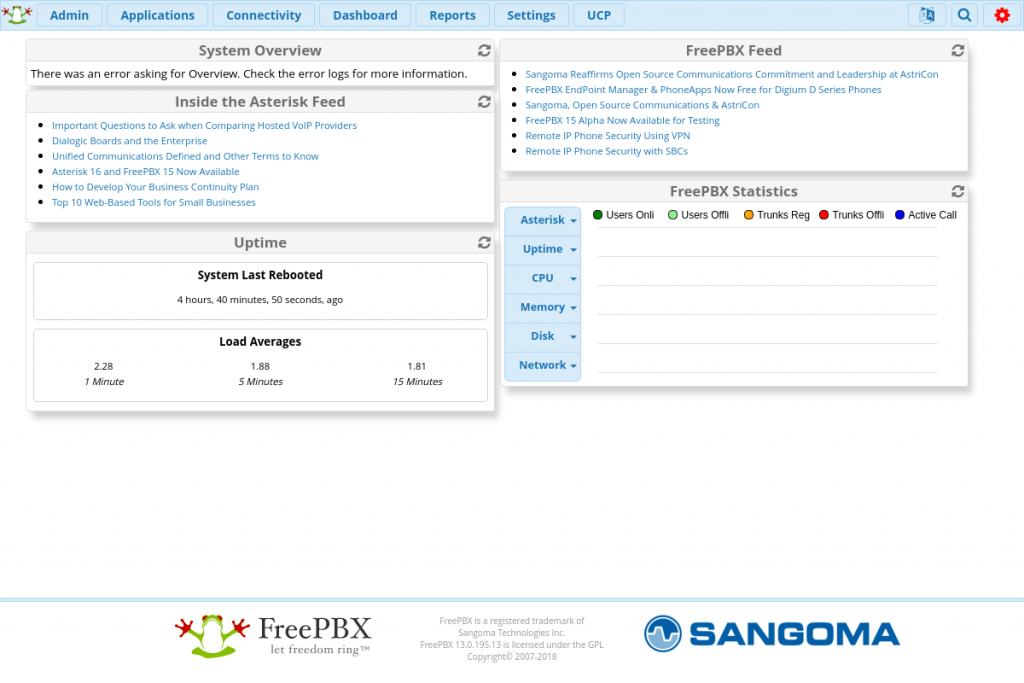 Admin
Applications
Connectivity
Dashboard
Reports
Settings
UCP
System Overview
There was an error asking for Overview. Check the error logs for more information.
Inside the Asterisk Feed
Important Questions to Ask when Comparing Hosted VoIP Providers
Dialogic Boards and the Enterprise
Unified Communications Defined and Other Terms to Know
Asterisk 16 and FreePBX 15 Now Available
How to Develop Your Business Continuity Plan
Top 10 Web-Based Tools for Small Businesses
Uptime
System Last Rebooted
4 hours, 40 minutes, 50 seconds, ago
Load Averages
2.28 1.88 1.81
1 Minute 5 Minutes 15 Minutes
FreePBX Feed
Sangoma Reaffirms Open Source Communications Commitment and Leadership at AstriCon
FreePBX EndPoint Manager & PhoneApps Now Free for Digium D Series Phones
Sangoma, Open Source Communications & AstriCon
FreePBX 15 Alpha Now Available for Testing
Remote IP Phone Security Using VPN
Remote IP Phone Security with SBCs
FreePBX Statistics
Asterisk
Uptime
CPU
Memory
Disk
Network
Users Onli Users Offli Trunks Reg Trunks Offli Active Call
FreePBX
let freedom ring™
FreePBX is a registered trademark of
Sangoma Technologies Inc.
FreePBX 13.0.195.13 is licensed under the GPL
Copyright© 2007-2018
SANGOMA